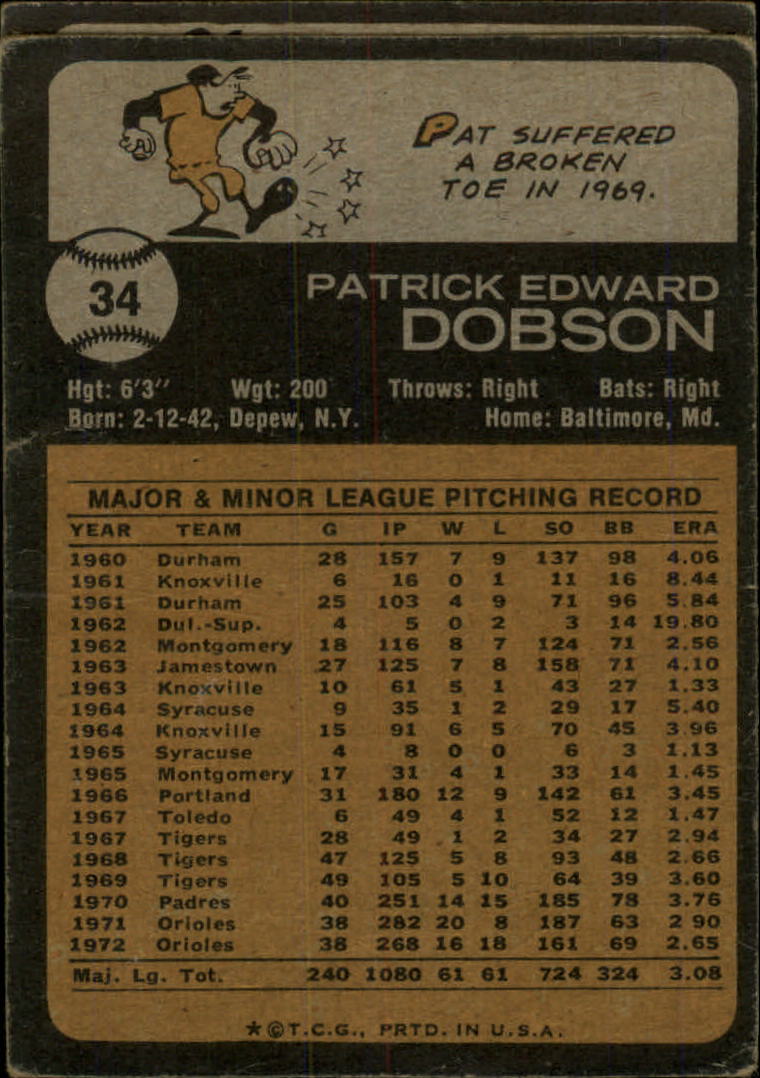 PAT SUFFERED
A BROKEN
TOE IN 1969.
34
PATRICK EDWARD
DOBSON
Hgt: 6'3" Wgt: 200 Throws: Right Bats: Right
Born: 2-12-42, Depew, N.Y. Home: Baltimore, Md.
MAJOR & MINOR LEAGUE PITCHING RECORD
YEAR TEAM G IP W L SO BB ERA
1960 Durham 28 157 7 9 137 98 4.06
1961 Knoxville 6 16 0 1 11 16 8.44
1961 Durham 25 103 4 9 71 96 5.84
1962 Dul.-Sup. 4 5 0 2 3 14 19.80
1962 Montgomery 18 116 8 7 124 71 2.56
1963 Jamestown 27 125 7 8 158 71 4.10
1963 Knoxville 10 61 5 1 43 27 1.33
1964 Syracuse 9 35 1 2 29 17 5.40
1964 Knoxville 15 91 6 5 70 45 3.96
1965 Syracuse 4 8 0 0 6 3 1.13
1965 Montgomery 17 31 4 1 33 14 1.45
1966 Portland 31 180 12 9 142 61 3.45
1967 Toledo 6 49 4 1 52 12 1.47
1967 Tigers 28 49 1 2 34 27 2.94
1968 Tigers 47 125 5 8 93 48 2.66
1969 Tigers 49 105 5 10 64 39 3.60
1970 Padres 40 251 14 15 185 78 3.76
1971 Orioles 38 282 20 8 187 63 2 90
1972 Orioles 38 268 16 18 161 69 2.65
Maj. Lg. Tot. 240 1080 61 61 724 324 3.08
★©T.C.G., PRTD. IN U.S.A.